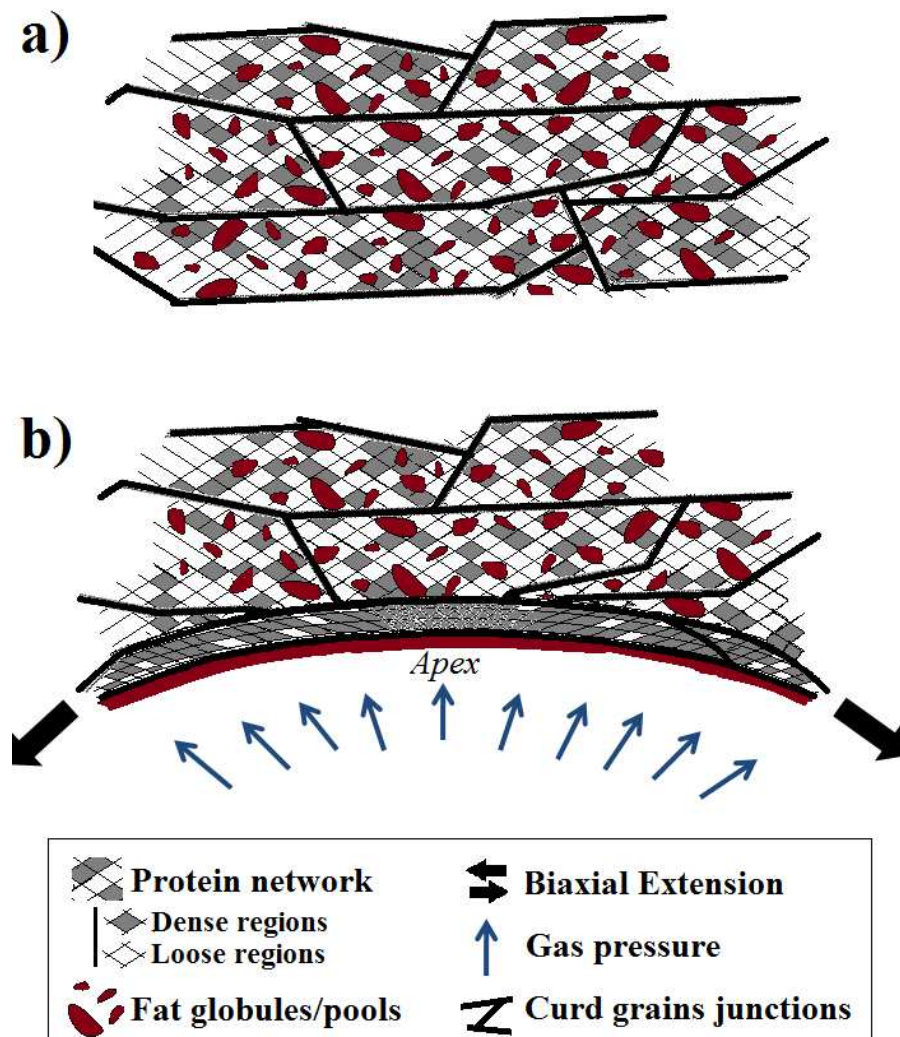 a)
b)
Apex
Protein network
Dense regions
Loose regions
Fat globules/pools
Biaxial Extension
Gas pressure
Curd grains junctions